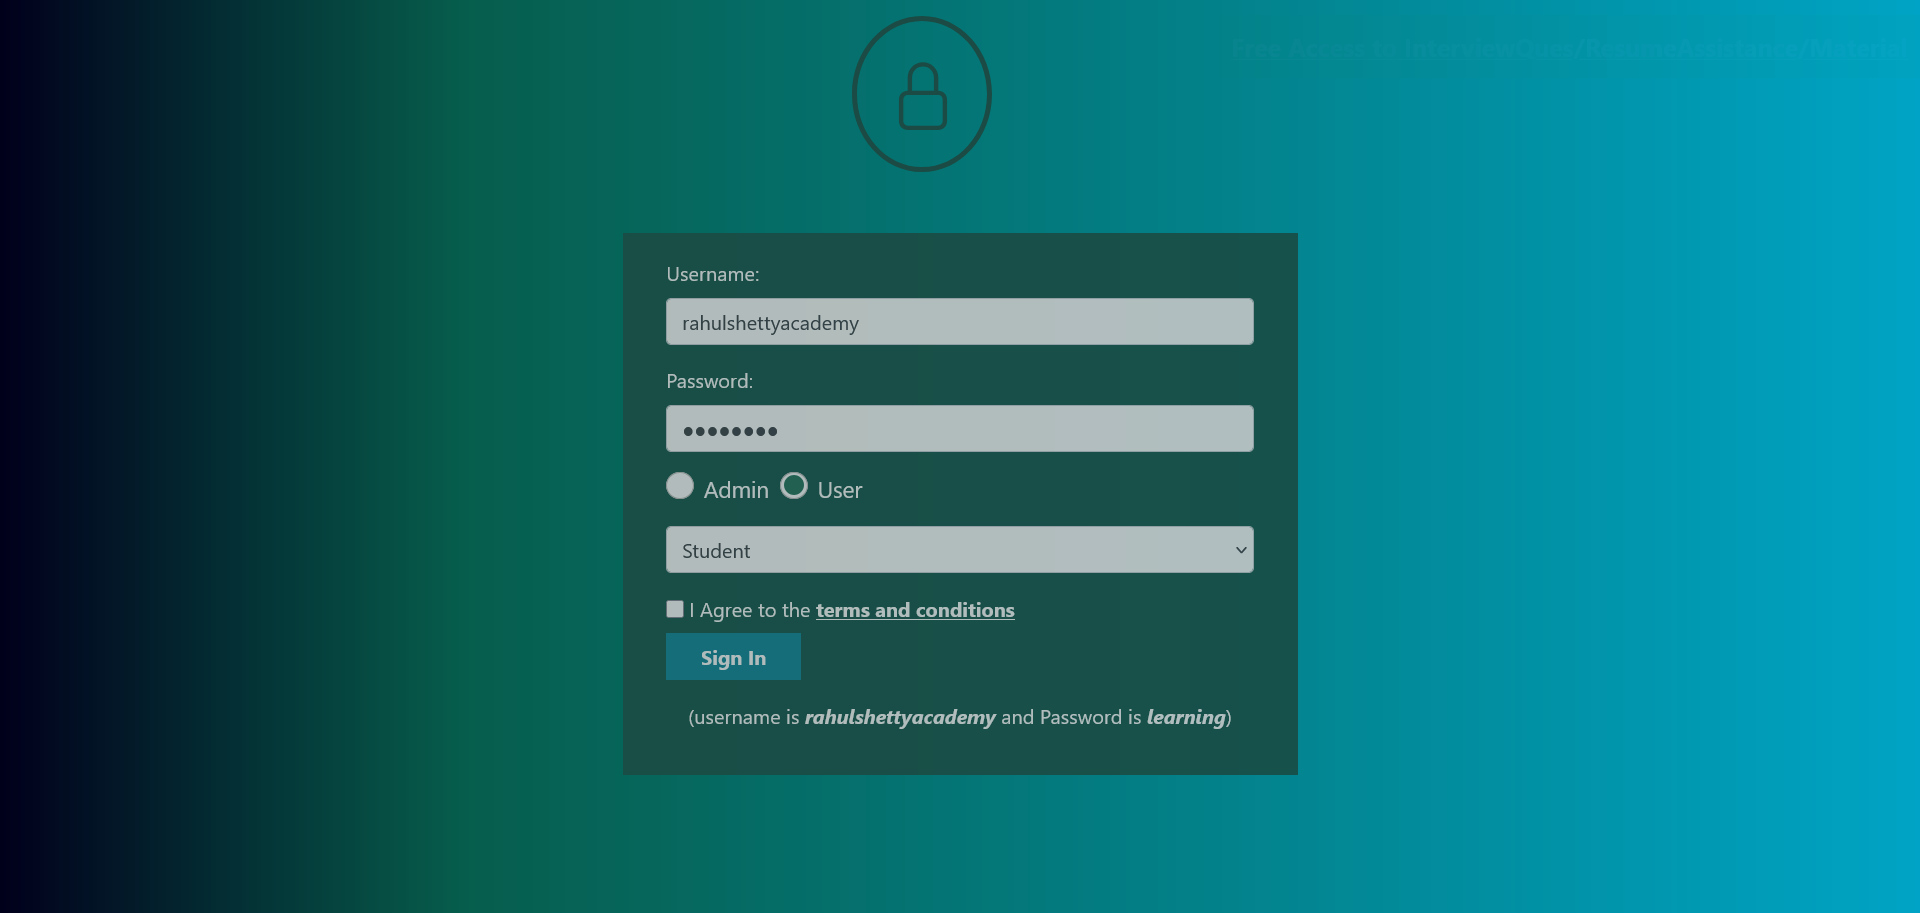 Free Access to InterviewQues/ResumeAssistance/Material
Username:
rahulshettyacademy
Password:
••••••••
Admin User
Student
I Agree to the terms and conditions
Sign In
(username is rahulshettyacademy and Password is learning)